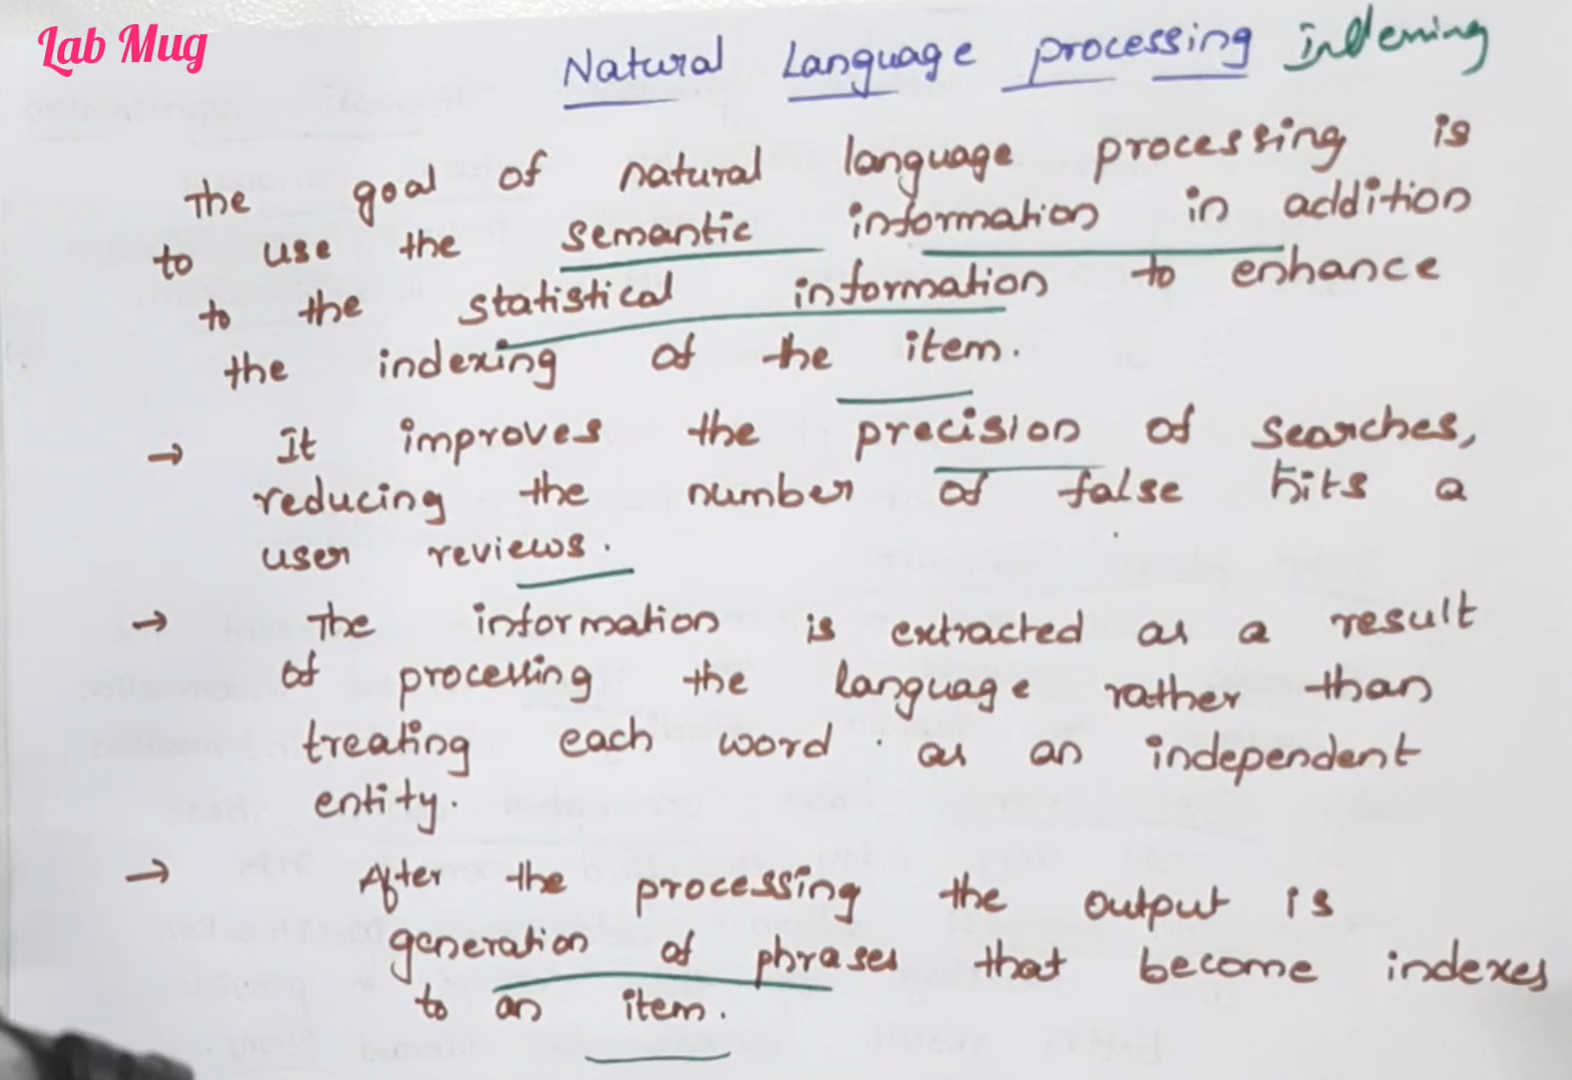 Lab Mug
Natural Language processing Indexing
The goal of natural language processing is
to use the semantic information in addition
to the statistical information to enhance
the indexing of the item.
→ It improves the precision of searches,
reducing the number of false hits a
user reviews.
→ The information is extracted as a result
of processing the language rather than
treating each word as an independent
entity.
→ After the processing the output is
generation of phrases that become indexes
to an item.